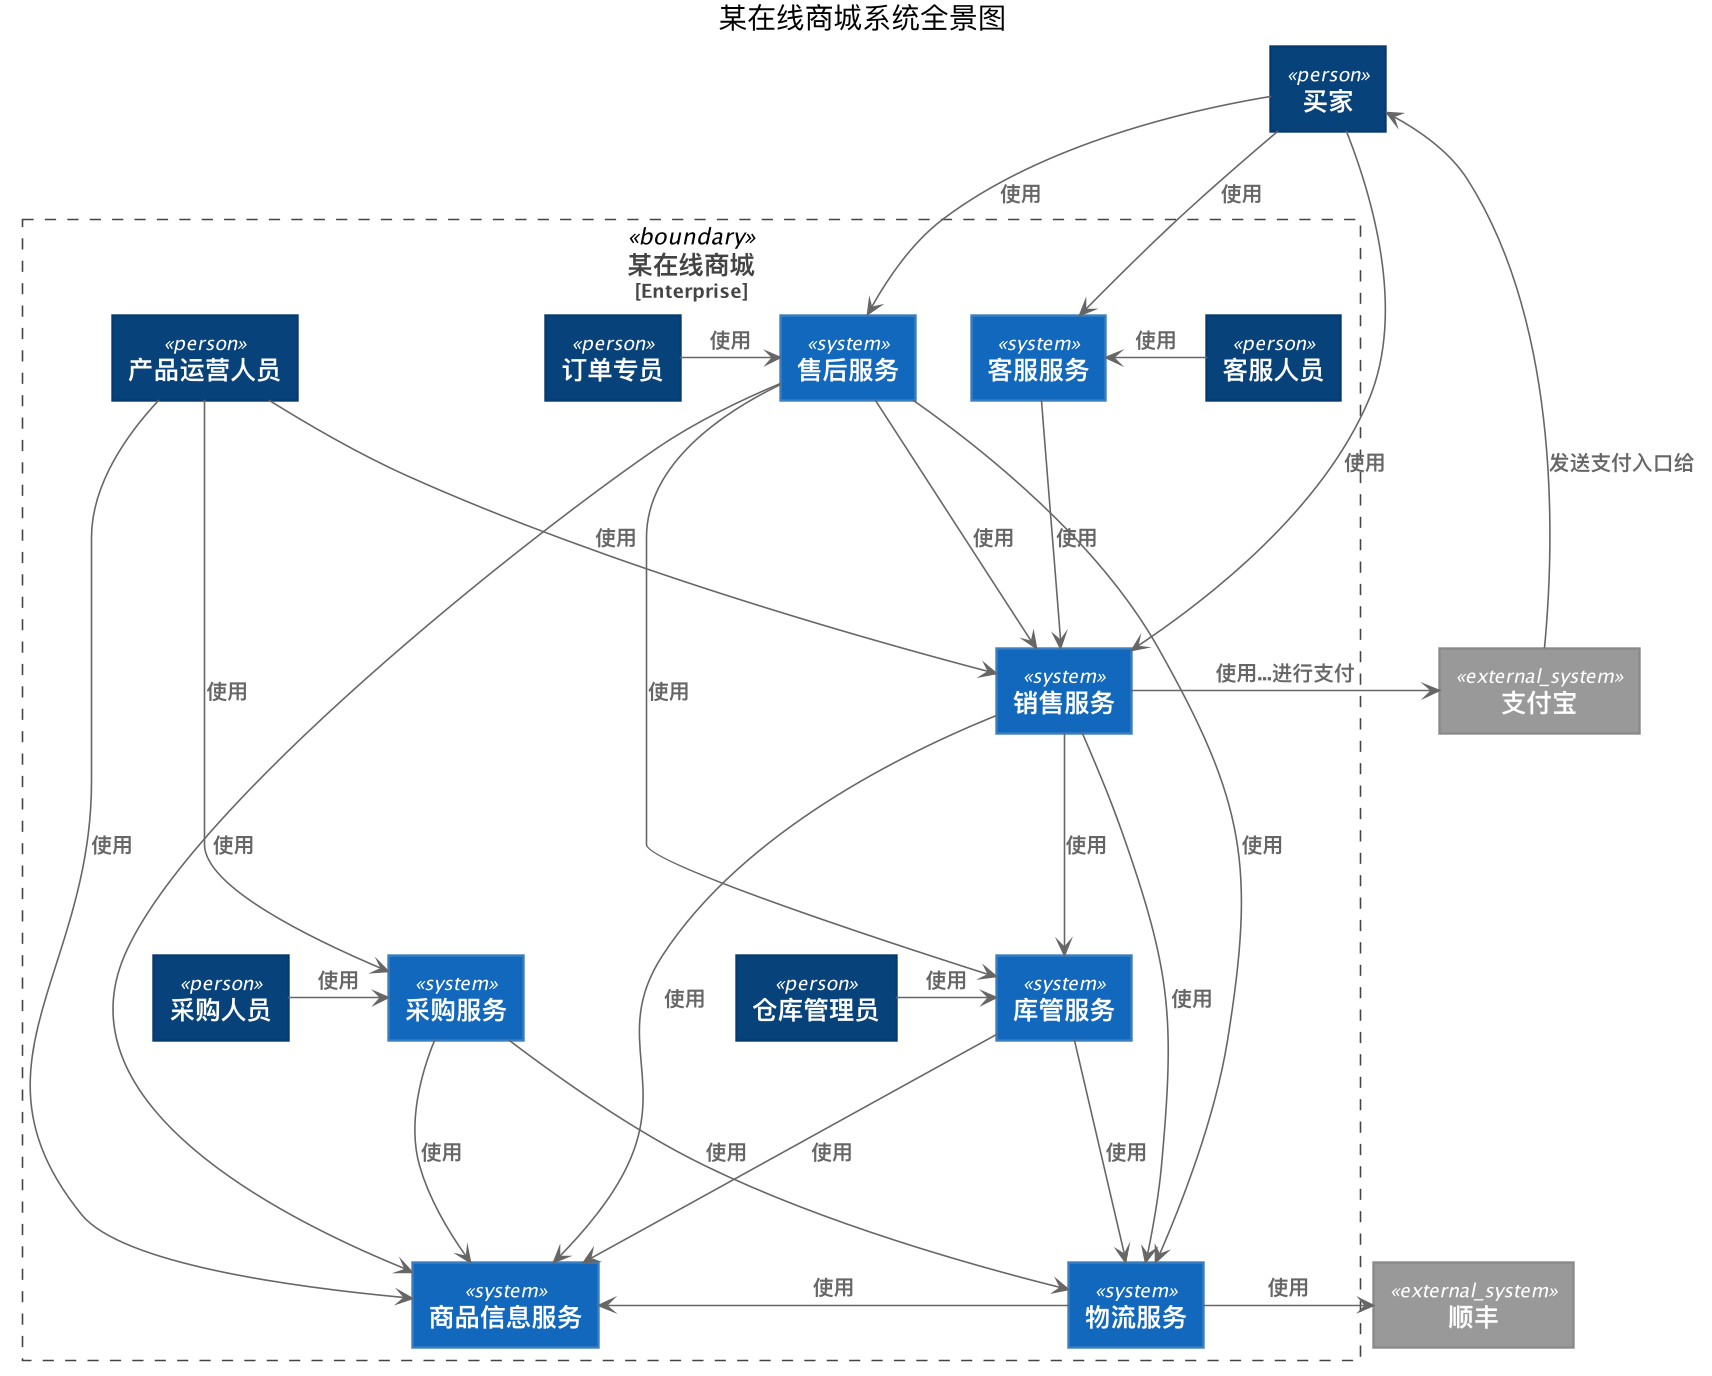 某在线商城系统全景图
«person»
买家
使用
使用
«boundary»
某在线商城
[Enterprise]
«person»
产品运营人员
«person»
订单专员
使用
«system»
售后服务
«system»
客服服务
使用
«person»
客服人员
使用
发送支付入口给
使用
使用
使用
使用
使用
«system»
销售服务
使用...进行支付
«external_system»
支付宝
使用
使用
使用
使用
«person»
采购人员
使用
«system»
采购服务
«person»
仓库管理员
使用
«system»
库管服务
使用
使用
使用
使用
使用
使用
«system»
商品信息服务
使用
«system»
物流服务
使用
«external_system»
顺丰